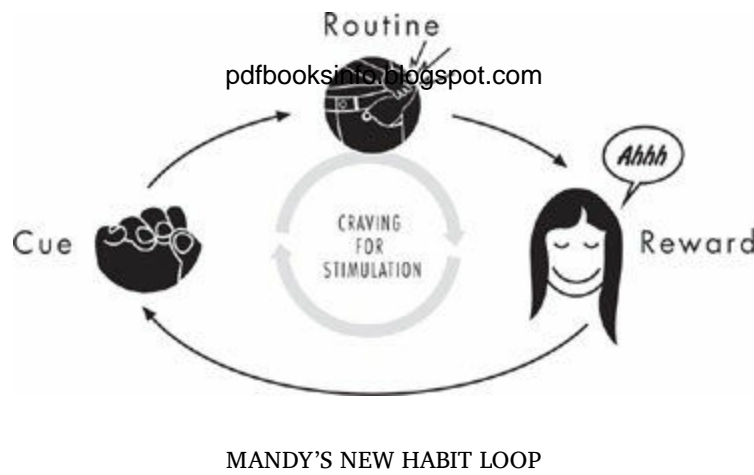 Routine
pdfbooksinfo.blogspot.com
Ahhh
Cue
CRAVING
FOR
STIMULATION
Reward
MANDY’S NEW HABIT LOOP